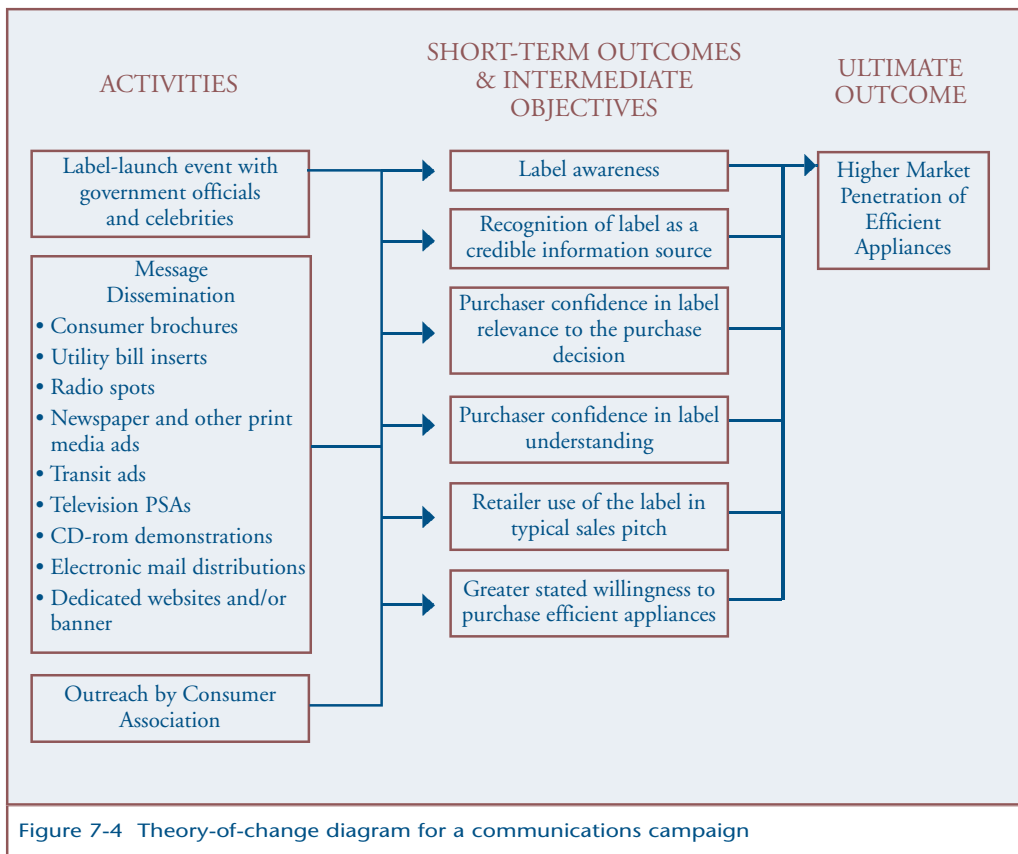 ACTIVITIES
Label-launch event with
government officials
and celebrities
Message
Dissemination
• Consumer brochures
• Utility bill inserts
• Radio spots
• Newspaper and other print
media ads
• Transit ads
• Television PSAs
• CD-rom demonstrations
• Electronic mail distributions
• Dedicated websites and/or
banner
Outreach by Consumer
Association
SHORT-TERM OUTCOMES
& INTERMEDIATE
OBJECTIVES
Label awareness
Recognition of label as a
credible information source
Purchaser confidence in label
relevance to the purchase
decision
Purchaser confidence in label
understanding
Retailer use of the label in
typical sales pitch
Greater stated willingness to
purchase efficient appliances
ULTIMATE
OUTCOME
Higher Market
Penetration of
Efficient
Appliances
Figure 7-4 Theory-of-change diagram for a communications campaign